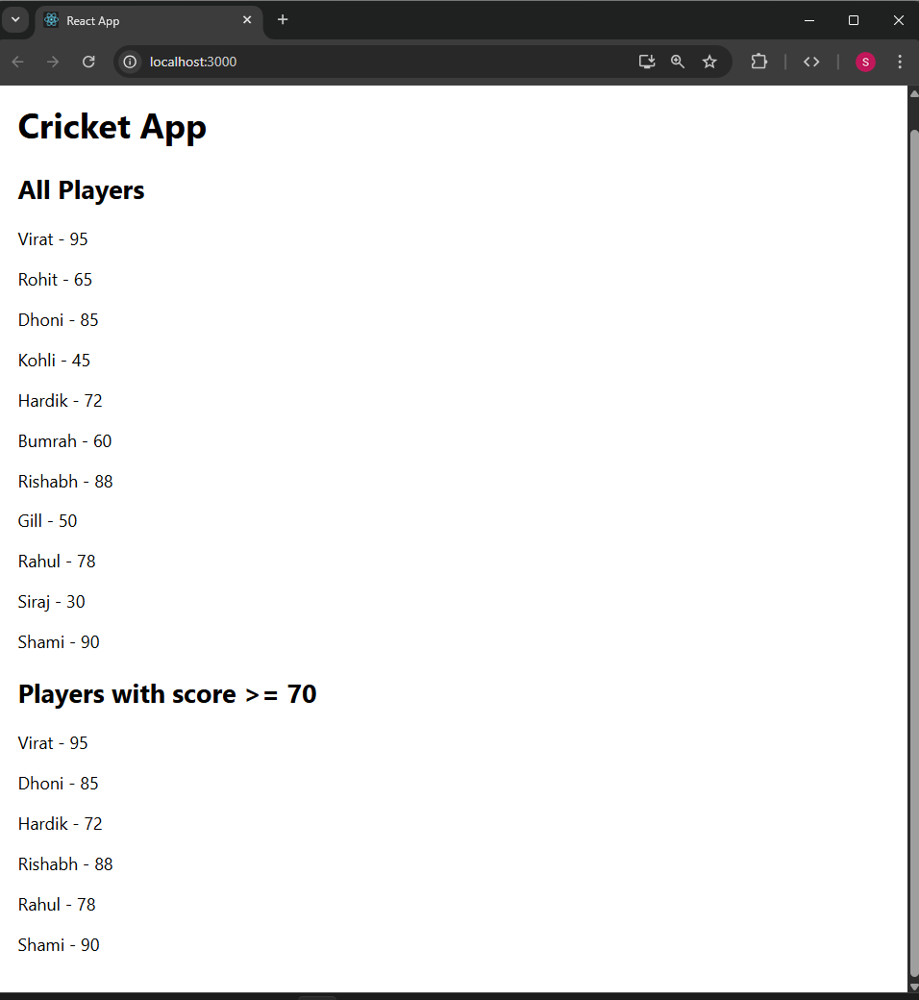 React App
localhost:3000
S
Cricket App
All Players
Virat - 95
Rohit - 65
Dhoni - 85
Kohli - 45
Hardik - 72
Bumrah - 60
Rishabh - 88
Gill - 50
Rahul - 78
Siraj - 30
Shami - 90
Players with score >= 70
Virat - 95
Dhoni - 85
Hardik - 72
Rishabh - 88
Rahul - 78
Shami - 90